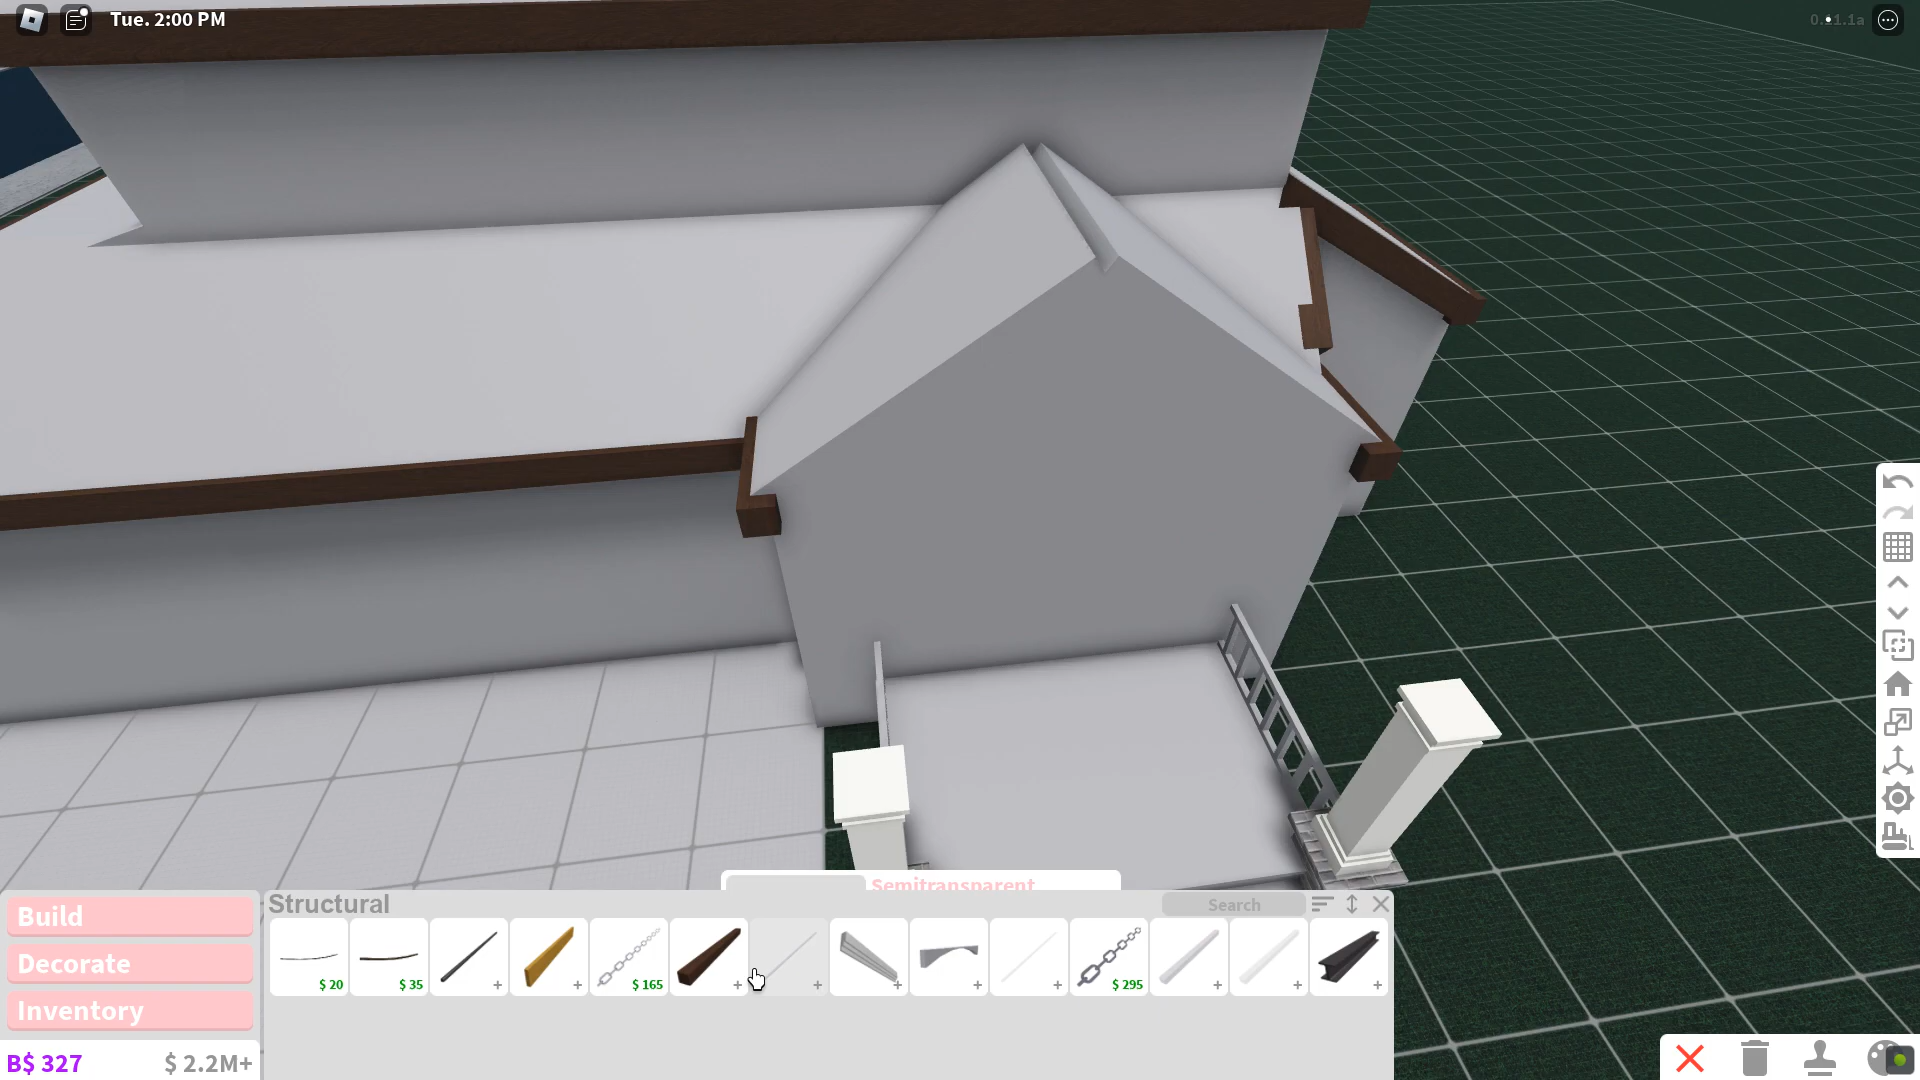 Tue. 2:00 PM
Semitransparent
Structural
Search
$ 20
$ 35
+
+
$ 165
+
+
+
+
+
$ 295
+
+
+
Build
Decorate
Inventory
B$ 327
$ 2.2M+